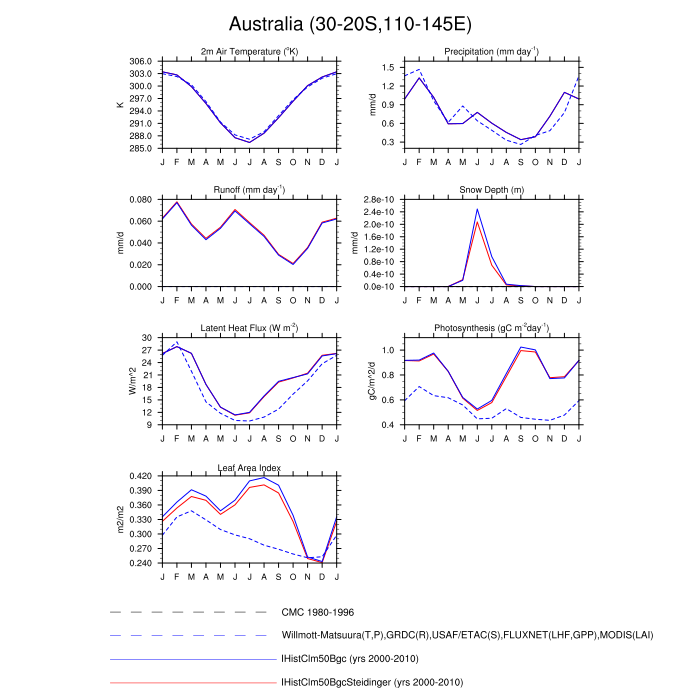 Australia (30-20S,110-145E)
2m Air Temperature (°K)
Precipitation (mm day⁻¹)
306.0
303.0
300.0
297.0
294.0
291.0
288.0
285.0
K
J F M A M J J A S O N D J
1.5
1.2
0.9
0.6
0.3
mm/d
J F M A M J J A S O N D J
Runoff (mm day⁻¹)
Snow Depth (m)
0.080
0.060
0.040
0.020
0.000
mm/d
J F M A M J J A S O N D J
2.8e-10
2.4e-10
2.0e-10
1.6e-10
1.2e-10
0.8e-10
0.4e-10
0.0e-10
mm/d
J F M A M J J A S O N D J
Latent Heat Flux (W m⁻²)
Photosynthesis (gC m⁻²day⁻¹)
30
27
24
21
18
15
12
9
W/m^2
J F M A M J J A S O N D J
1.0
0.8
0.6
0.4
gC/m^2/d
J F M A M J J A S O N D J
Leaf Area Index
0.420
0.390
0.360
0.330
0.300
0.270
0.240
m2/m2
J F M A M J J A S O N D J
CMC 1980-1996
Willmott-Matsuura(T,P),GRDC(R),USAF/ETAC(S),FLUXNET(LHF,GPP),MODIS(LAI)
IHistClm50Bgc (yrs 2000-2010)
IHistClm50BgcSteidinger (yrs 2000-2010)